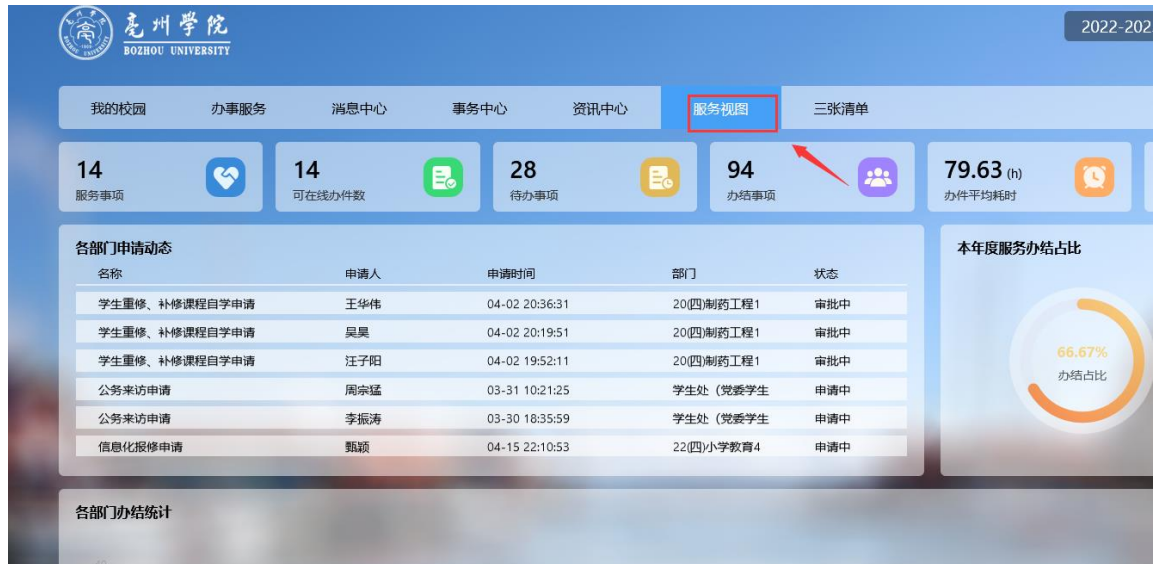 亳州學院
BOZHOU UNIVERSITY
2022-202
我的校园 办事服务 消息中心 事务中心 资讯中心 服务视图 三张清单
14 14 28 94 79.63 (h)
服务事项 可在线办件数 待办事项 办结事项 办件平均耗时
各部门申请动态
名称 申请人 申请时间 部门 状态
学生重修、补修课程自学申请 王华伟 04-02 20:36:31 20(四)制药工程1 审批中
学生重修、补修课程自学申请 吴昊 04-02 20:19:51 20(四)制药工程1 审批中
学生重修、补修课程自学申请 汪子阳 04-02 19:52:11 20(四)制药工程1 审批中
公务来访申请 周宗猛 03-31 10:21:25 学生处（党委学生 申请中
公务来访申请 李振涛 03-30 18:35:59 学生处（党委学生 申请中
信息化报修申请 甄颖 04-15 22:10:53 22(四)小学教育4 申请中
本年度服务办结占比
66.67%
办结占比
各部门办结统计